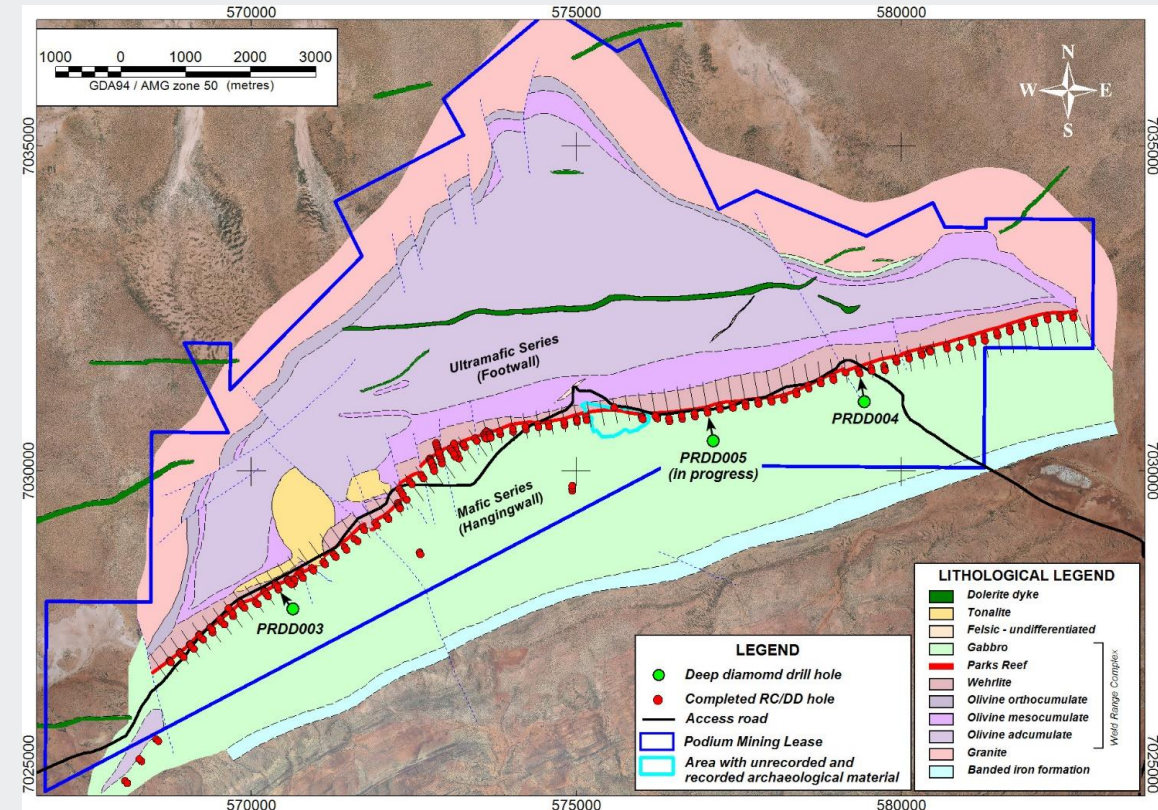 570000
575000
580000
1000 0 1000 2000 3000
GDA94 / AMG zone 50 (metres)
N
W E
S
7035000
7035000
Ultramafic Series
(Footwall)
PRDD004
PRDD005
(in progress)
7030000
7030000
Mafic Series
(Hangingwall)
PRDD003
LEGEND
Deep diamomd drill hole
Completed RC/DD hole
Access road
Podium Mining Lease
Area with unrecorded and
recorded archaeological material
LITHOLOGICAL LEGEND
Dolerite dyke
Tonalite
Felsic - undifferentiated
Gabbro
Parks Reef
Wehrlite
Olivine orthocumulate
Olivine mesocumulate
Olivine adcumulate
Granite
Banded iron formation
Weld Range Complex
7025000
7025000
570000
575000
580000